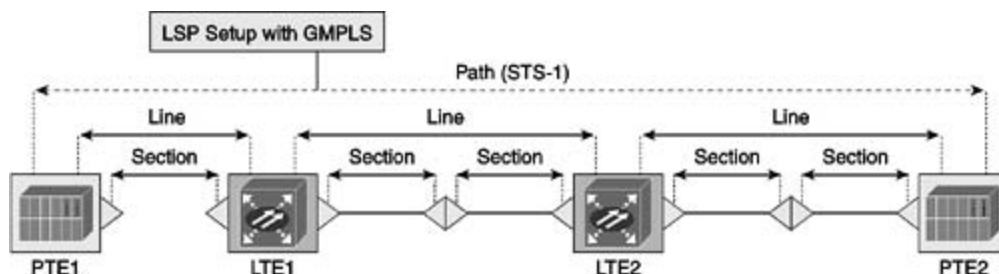 LSP Setup with GMPLS
Path (STS-1)
Line
Line
Line
Section
Section
Section
Section
Section
PTE1
LTE1
LTE2
PTE2